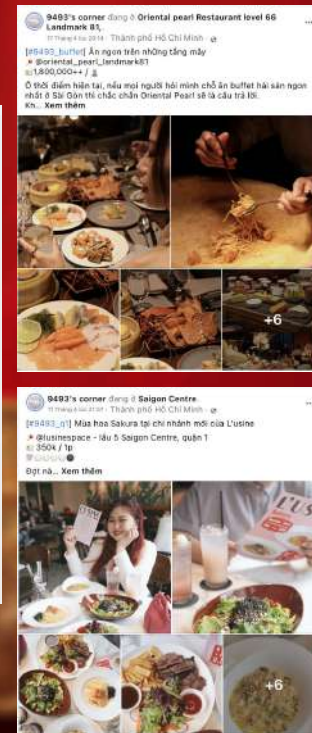 9493's corner đang ở Oriental pearl Restaurant level 66
Landmark 81,.
Thành phố Hồ Chí Minh
[#9493_buffet] Ăn ngon trên những tầng mây
@oriental_pearl_landmark81
1,800,000++ /
Ở thời điểm hiện tại, nếu mọi người hỏi mình chỗ ăn buffet hải sản ngon
nhất ở Sài Gòn thì chắc chắn Oriental Pearl sẽ là câu trả lời.
Kh... Xem thêm
+6
9493's corner đang ở Saigon Centre.
Thành phố Hồ Chí Minh
[#9493_q1] Mùa hoa Sakura tại chi nhánh mới của L'usine
@lusinespace - lầu 5 Saigon Centre, quận 1
350k / 1p
Đợt nà... Xem thêm
L'US
+6